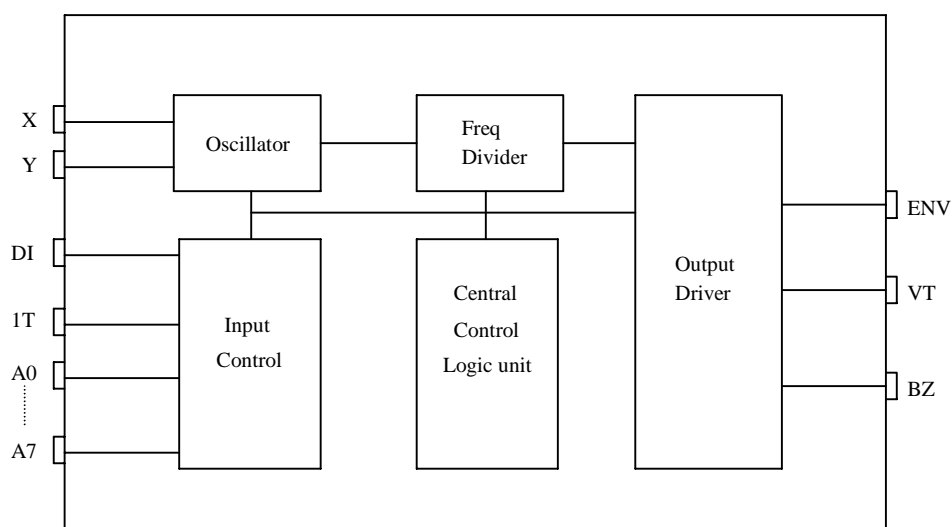 X
Y
DI
1T
A0
A7
Oscillator
Freq
Divider
Input
Control
Central
Control
Logic unit
Output
Driver
ENV
VT
BZ